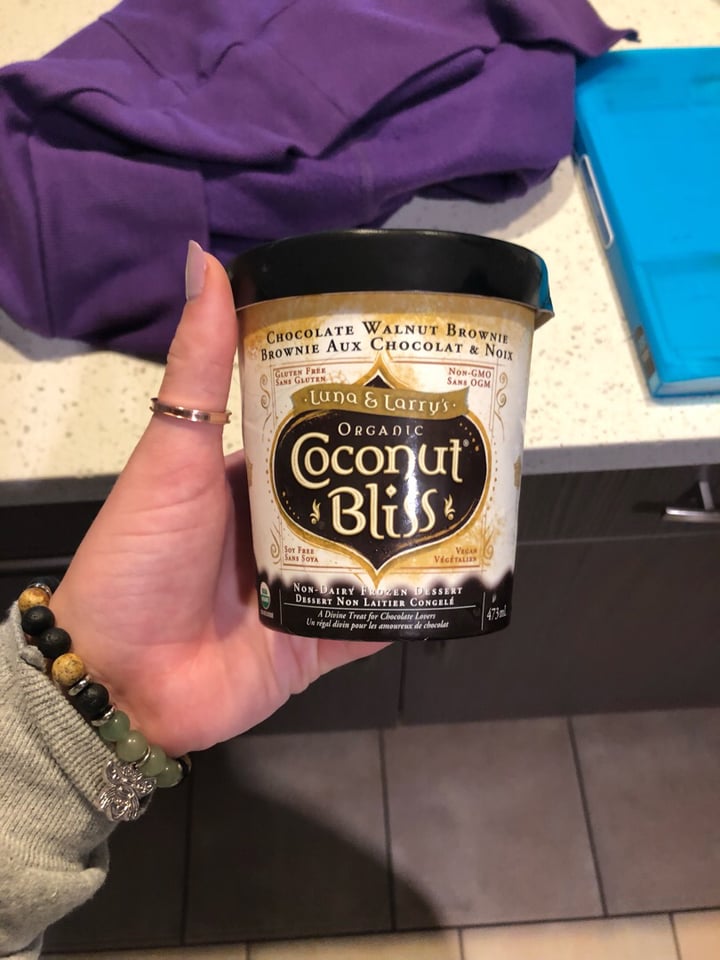 Chocolate Walnut Brownie
Brownie Aux Chocolat & Noix
Gluten Free
Sans Gluten
Non-GMO
Sans OGM
Luna & Larry's
Organic
Coconut®
Bliss
Soy Free
Sans Soya
Vegan
Végétalien
Non-Dairy Frozen Dessert
Dessert Non Laitier Congelé
A Divine Treat for Chocolate Lovers
Un régal divin pour les amoureux de chocolat
473 mL